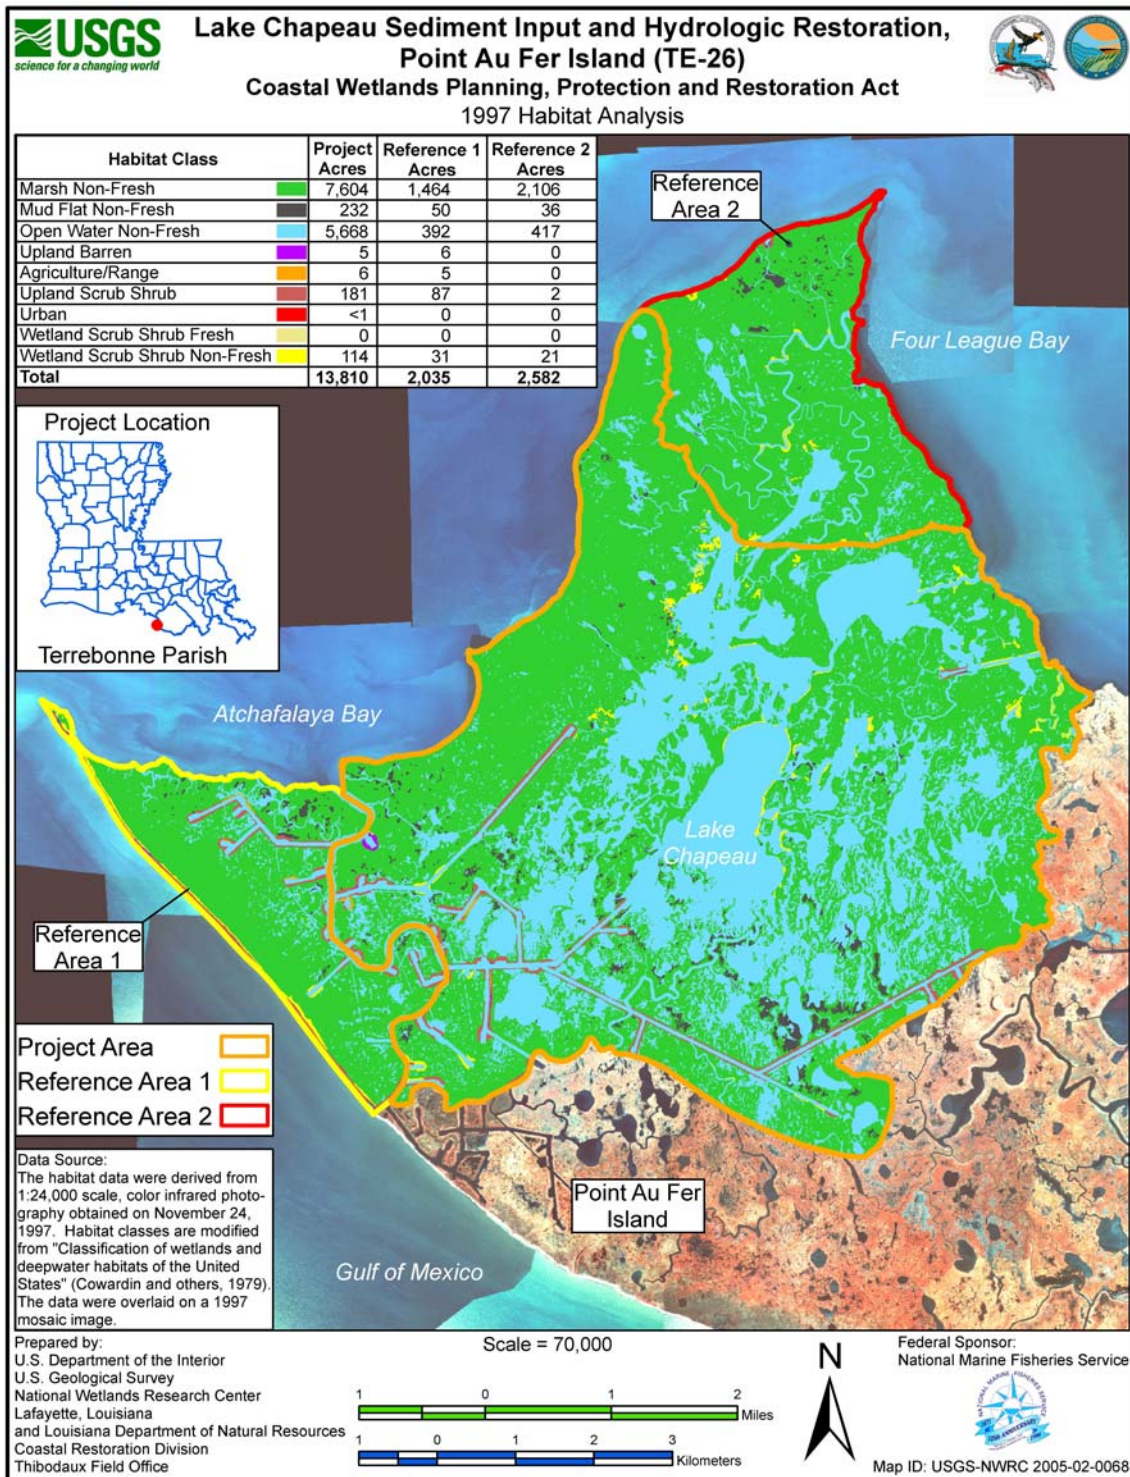 USGS
science for a changing world
Lake Chapeau Sediment Input and Hydrologic Restoration,
Point Au Fer Island (TE-26)
Coastal Wetlands Planning, Protection and Restoration Act
1997 Habitat Analysis
Habitat Class Project Acres Reference 1 Acres Reference 2 Acres
Marsh Non-Fresh 7,604 1,464 2,106
Mud Flat Non-Fresh 232 50 36
Open Water Non-Fresh 5,668 392 417
Upland Barren 5 6 0
Agriculture/Range 6 5 0
Upland Scrub Shrub 181 87 2
Urban <1 0 0
Wetland Scrub Shrub Fresh 0 0 0
Wetland Scrub Shrub Non-Fresh 114 31 21
Total 13,810 2,035 2,582
Reference
Area 2
Four League Bay
Project Location
Terrebonne Parish
Atchafalaya Bay
Lake
Chapeau
Reference
Area 1
Project Area
Reference Area 1
Reference Area 2
Data Source:
The habitat data were derived from
1:24,000 scale, color infrared photo-
graphy obtained on November 24,
1997. Habitat classes are modified
from "Classification of wetlands and
deepwater habitats of the United
States" (Cowardin and others, 1979).
The data were overlaid on a 1997
mosaic image.
Point Au Fer
Island
Gulf of Mexico
Prepared by:
U.S. Department of the Interior
U.S. Geological Survey
National Wetlands Research Center
Lafayette, Louisiana
and Louisiana Department of Natural Resources
Coastal Restoration Division
Thibodaux Field Office
Scale = 70,000
1 0 1 2
Miles
1 0 1 2 3
Kilometers
N
Federal Sponsor:
National Marine Fisheries Service
Map ID: USGS-NWRC 2005-02-0068